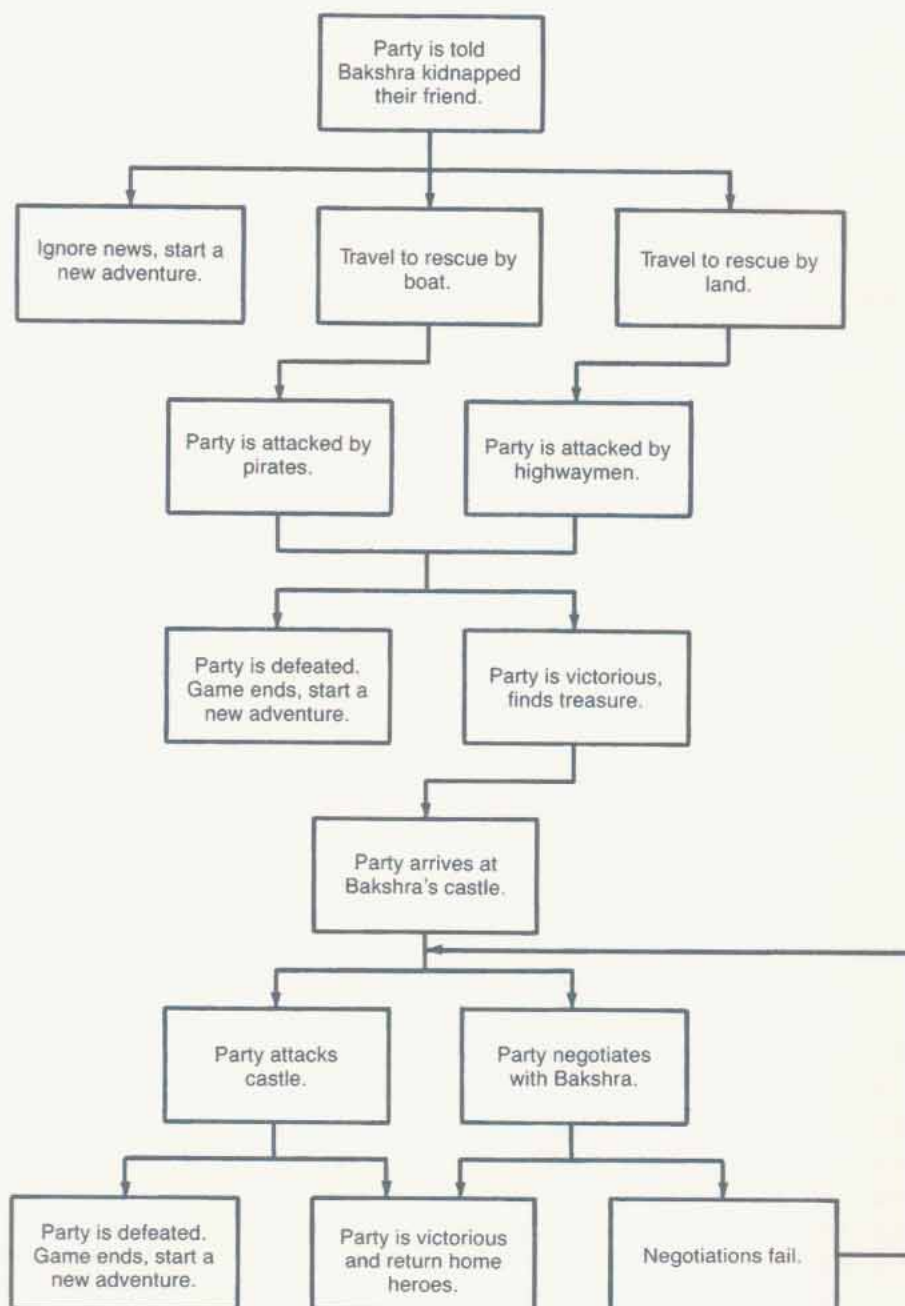 Party is told
Bakshra kidnapped
their friend.
Ignore news, start a
new adventure.
Travel to rescue by
boat.
Travel to rescue by
land.
Party is attacked by
pirates.
Party is attacked by
highwaymen.
Party is defeated.
Game ends, start a
new adventure.
Party is victorious,
finds treasure.
Party arrives at
Bakshra's castle.
Party attacks
castle.
Party negotiates
with Bakshra.
Party is defeated.
Game ends, start a
new adventure.
Party is victorious
and return home
heroes.
Negotiations fail.